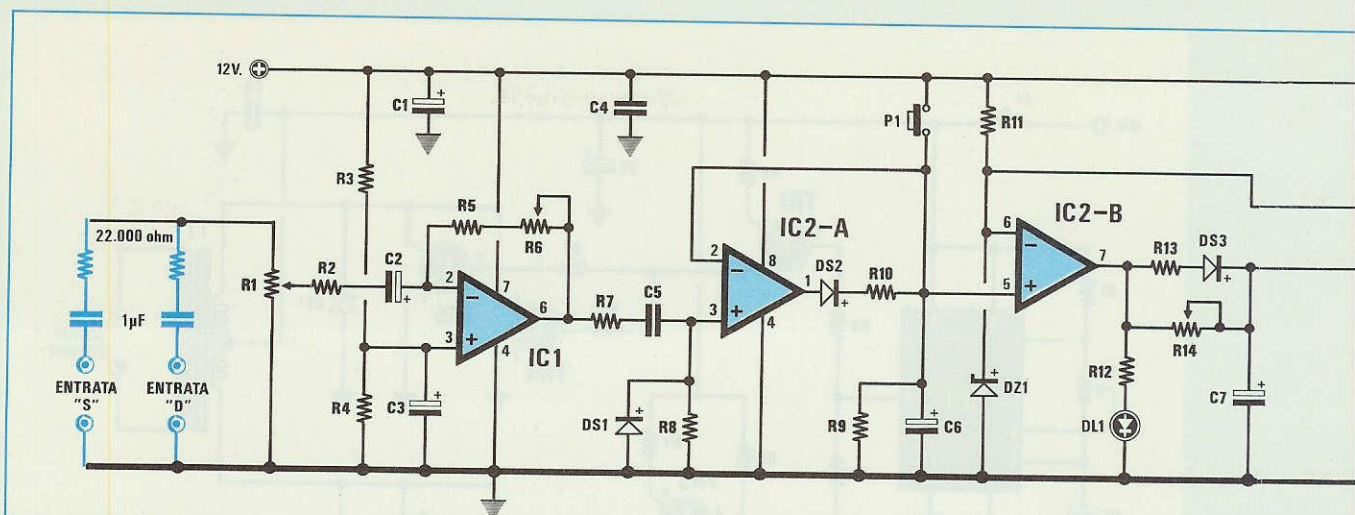 12V.
C1
+
C4
P1
R11
R3
IC2-B
R5
R6
IC2-A
22.000 ohm
R2
C2
+
2
−
7
6
2
−
8
6
−
7
R13
DS3
+
R1
1µF
+
3
4
IC1
R7
C5
+
3
1
4
DS2
+
R10
+
5
R14
ENTRATA
"S"
ENTRATA
"D"
R4
C3
+
DS1
+
R8
R9
C6
+
DZ1
+
R12
DL1
C7
+